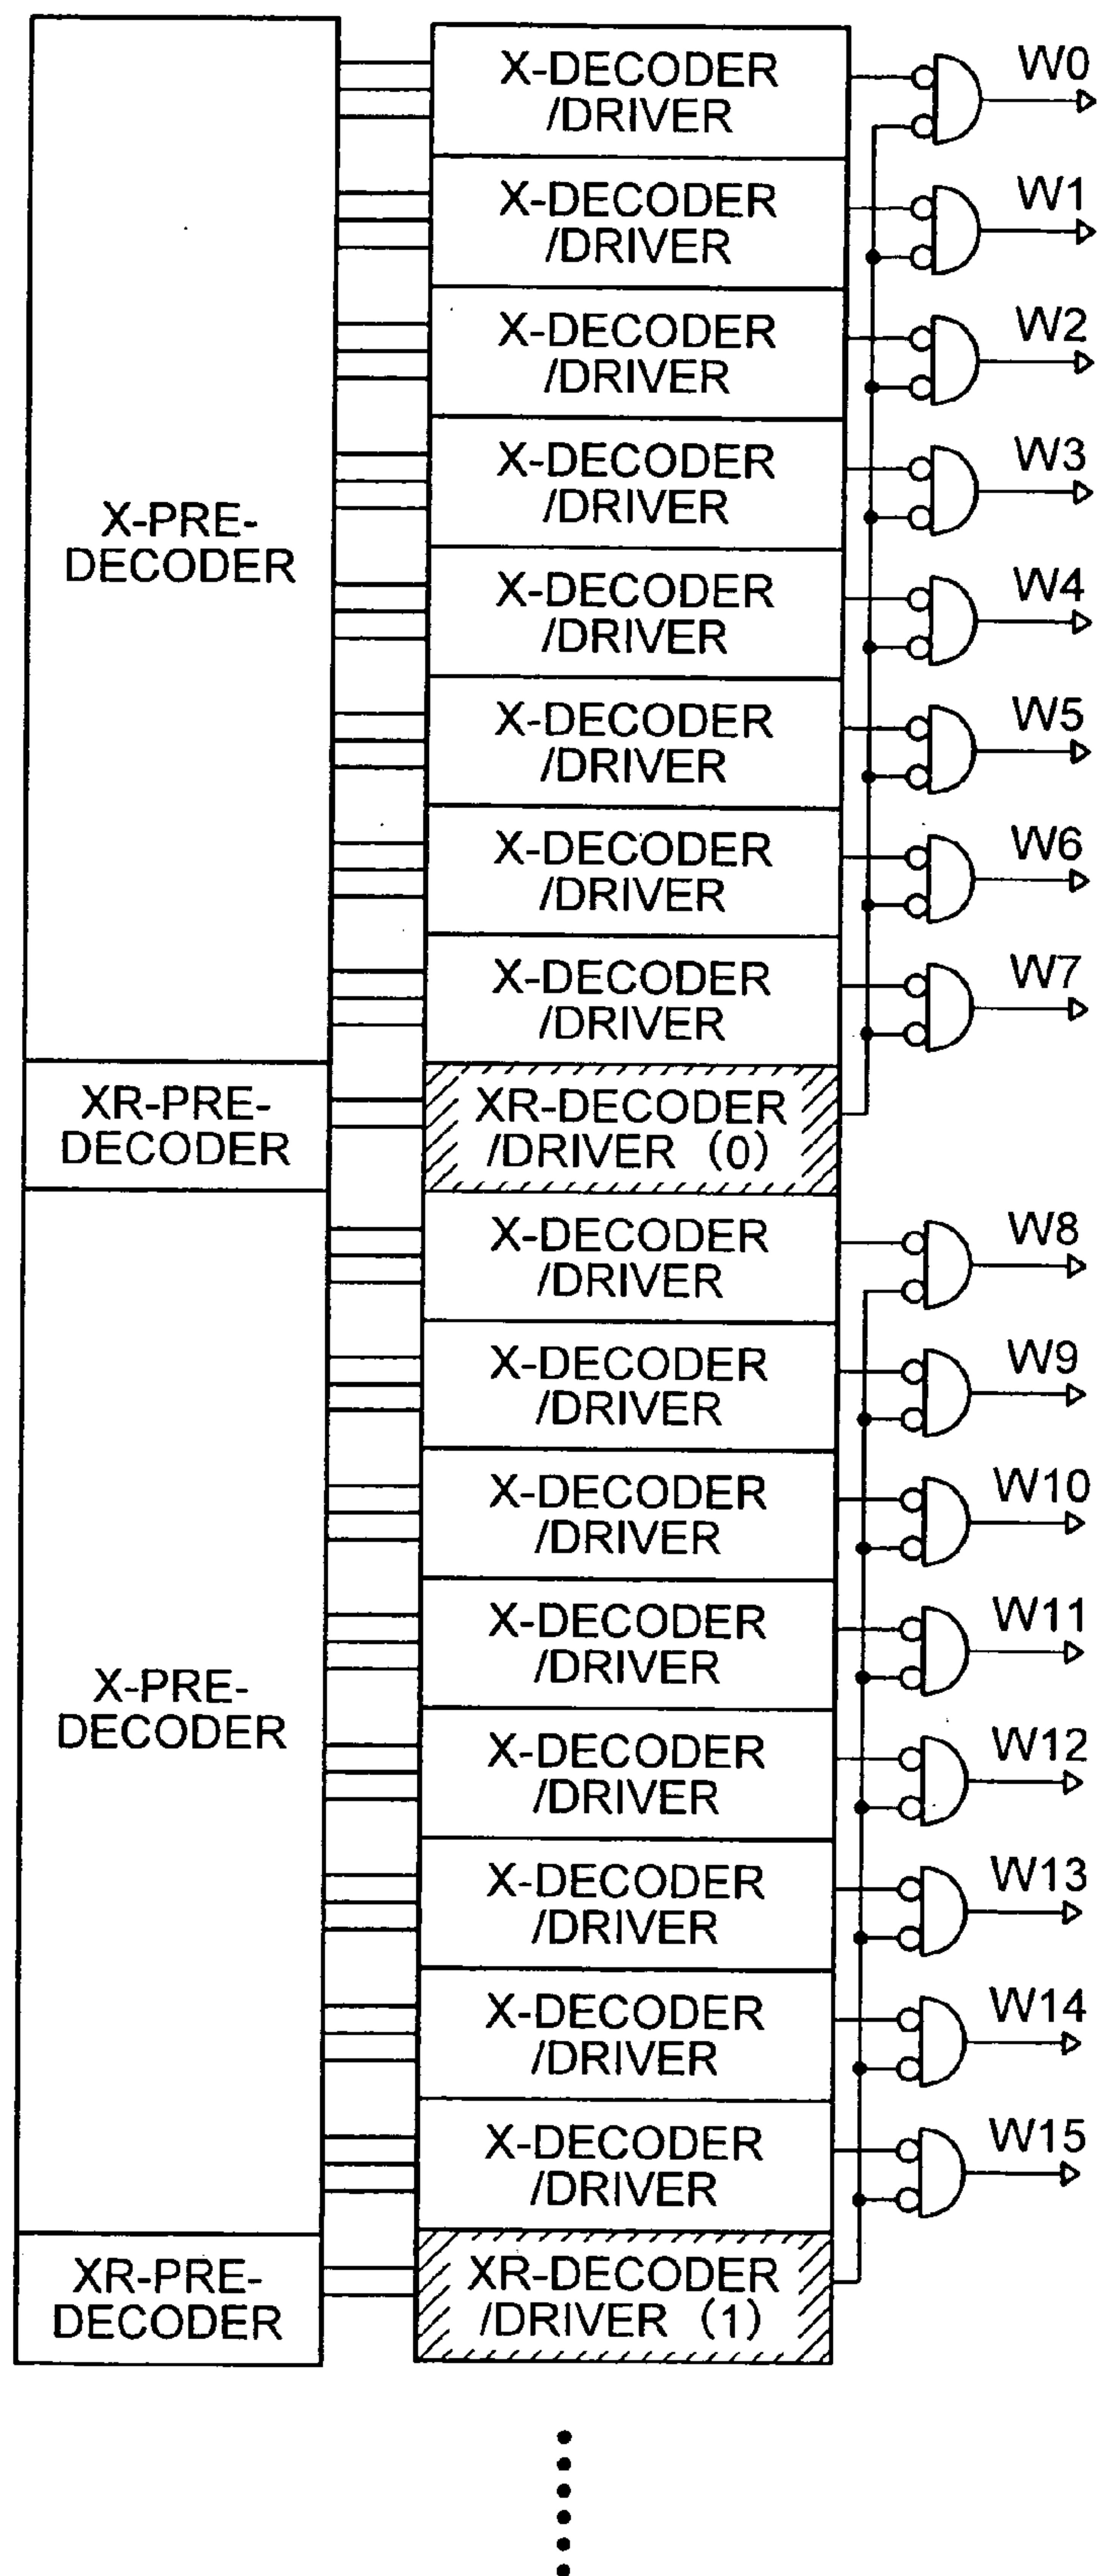 X-DECODER
/DRIVER
W0
X-DECODER
/DRIVER
W1
X-DECODER
/DRIVER
W2
X-DECODER
/DRIVER
W3
X-PRE-
DECODER
X-DECODER
/DRIVER
W4
X-DECODER
/DRIVER
W5
X-DECODER
/DRIVER
W6
X-DECODER
/DRIVER
W7
XR-PRE-
DECODER
XR-DECODER
/DRIVER (0)
X-DECODER
/DRIVER
W8
X-DECODER
/DRIVER
W9
X-DECODER
/DRIVER
W10
X-DECODER
/DRIVER
W11
X-PRE-
DECODER
X-DECODER
/DRIVER
W12
X-DECODER
/DRIVER
W13
X-DECODER
/DRIVER
W14
X-DECODER
/DRIVER
W15
XR-PRE-
DECODER
XR-DECODER
/DRIVER (1)